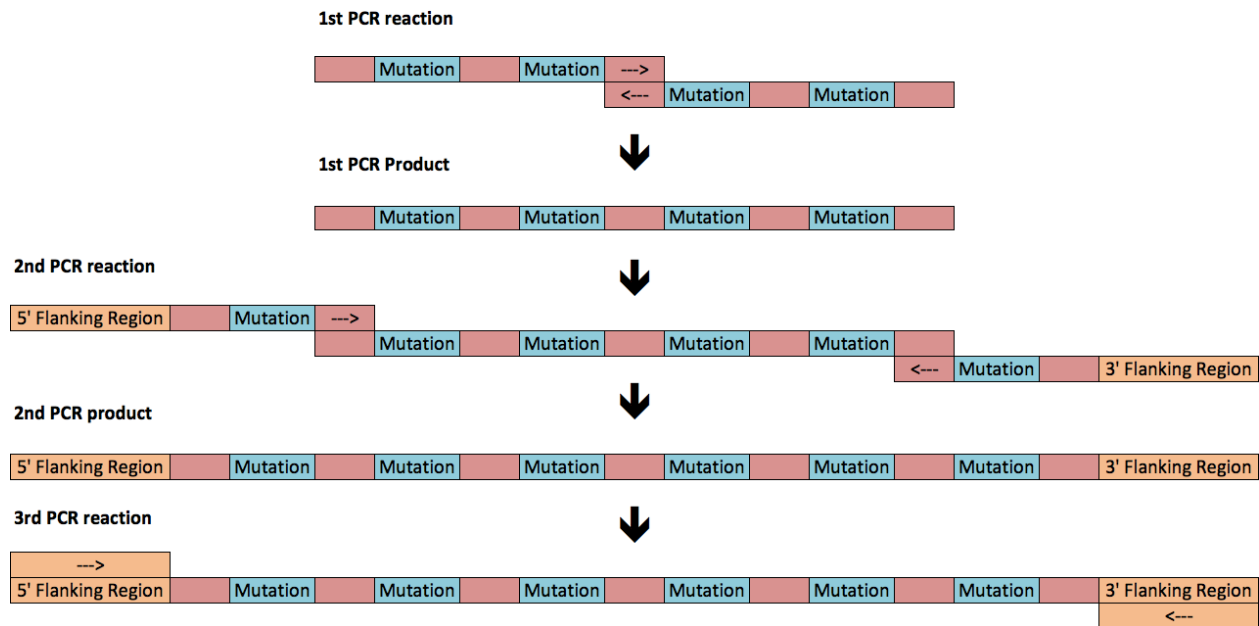 1st PCR reaction
Mutation Mutation --->
<--- Mutation Mutation
1st PCR Product
Mutation Mutation Mutation Mutation
2nd PCR reaction
5' Flanking Region Mutation --->
Mutation Mutation Mutation Mutation
<--- Mutation 3' Flanking Region
2nd PCR product
5' Flanking Region Mutation Mutation Mutation Mutation Mutation Mutation 3' Flanking Region
3rd PCR reaction
--->
5' Flanking Region Mutation Mutation Mutation Mutation Mutation Mutation 3' Flanking Region
<---